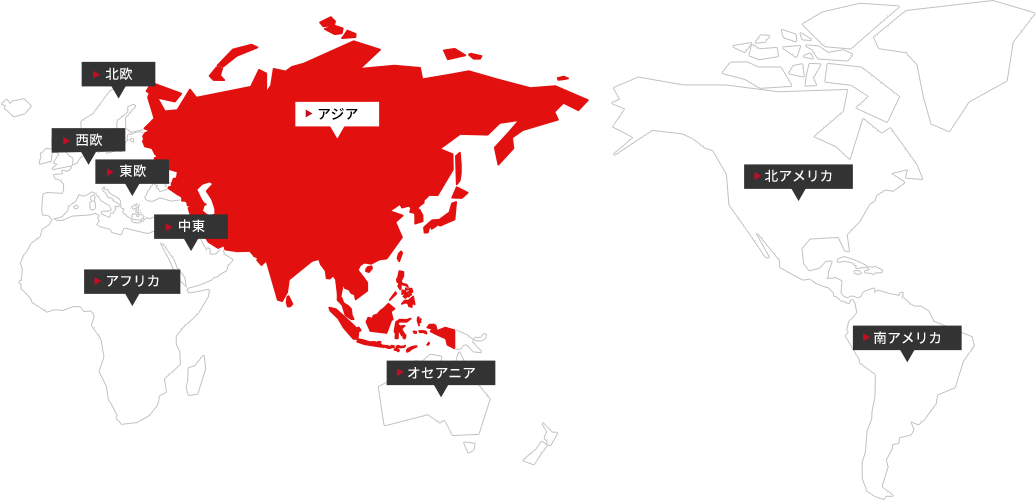 北欧
アジア
西欧
東欧
北アメリカ
中東
アフリカ
南アメリカ
オセアニア